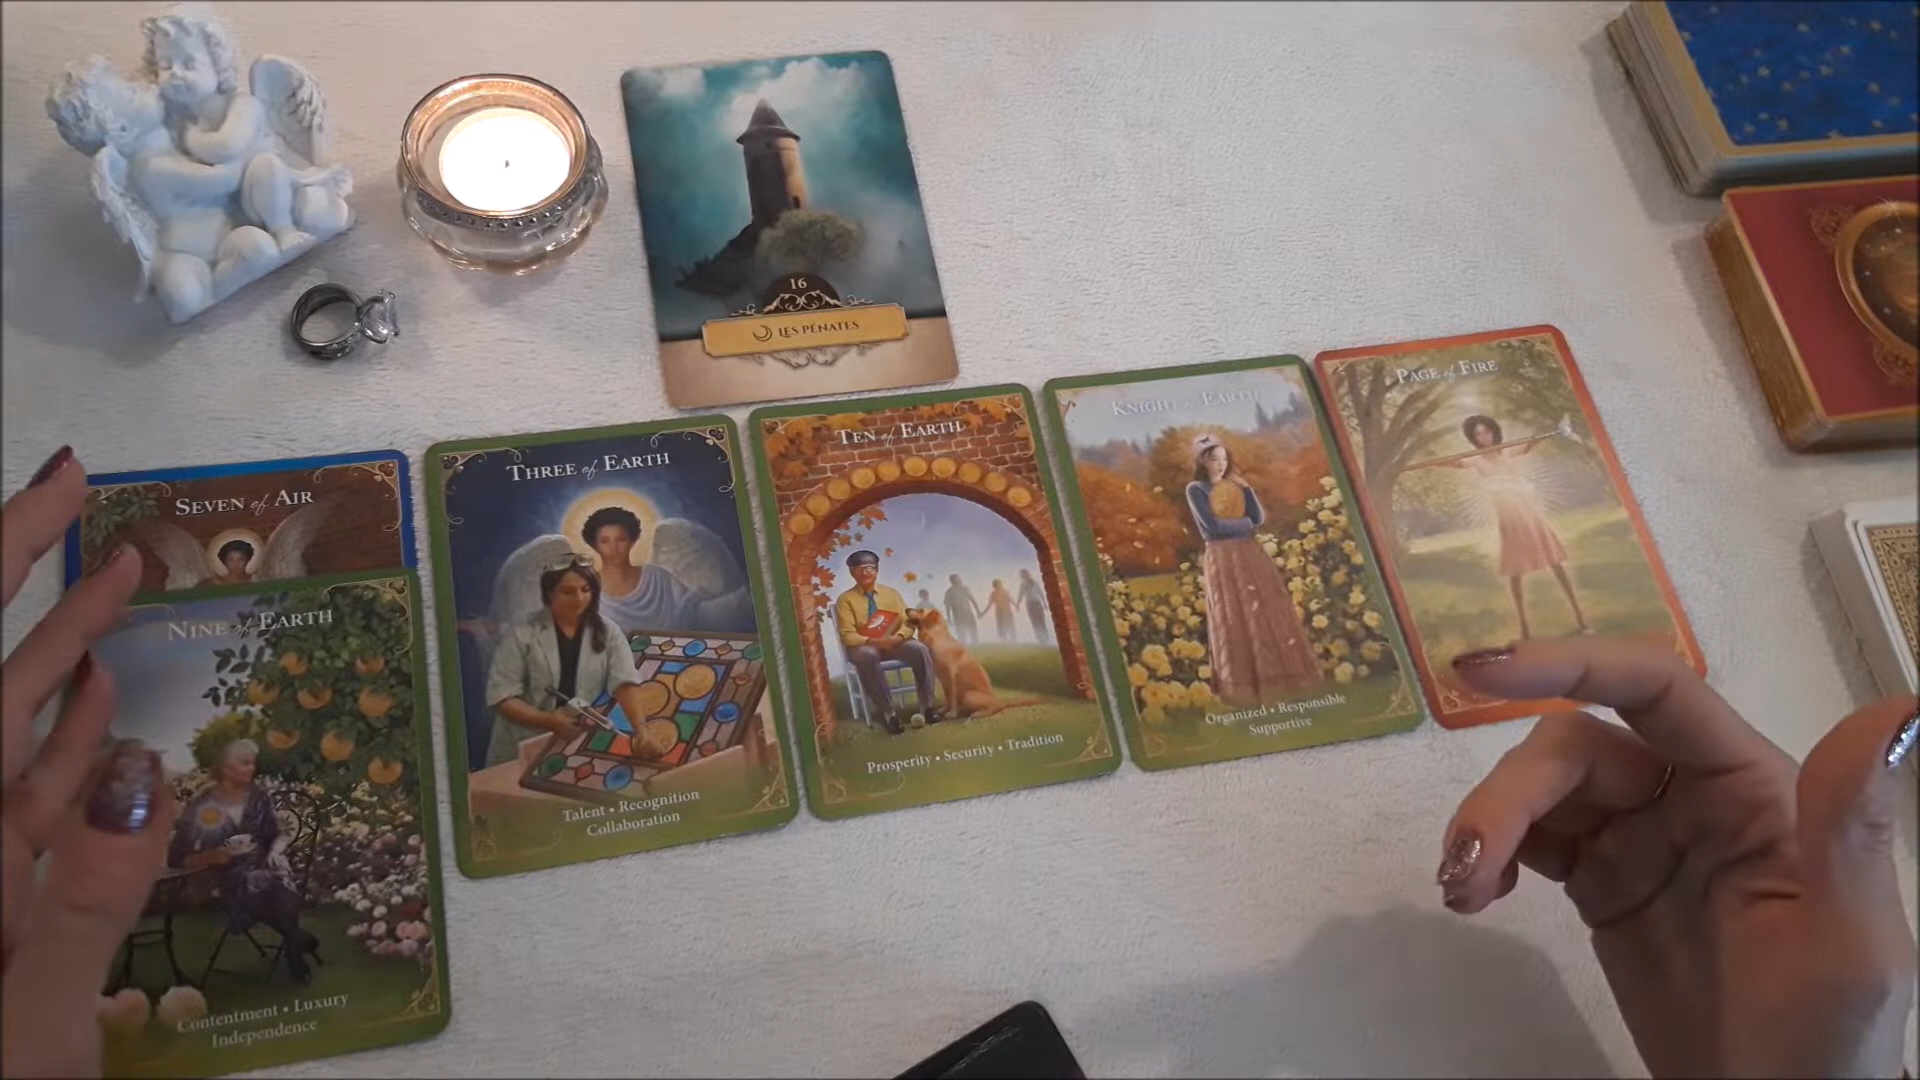 16
LES PÉNATES
SEVEN of AIR
NINE of EARTH
Contentment • Luxury
Independence
THREE of EARTH
Talent • Recognition
Collaboration
TEN of EARTH
Prosperity • Security • Tradition
KNIGHT of EARTH
Organized • Responsible
Supportive
PAGE of FIRE